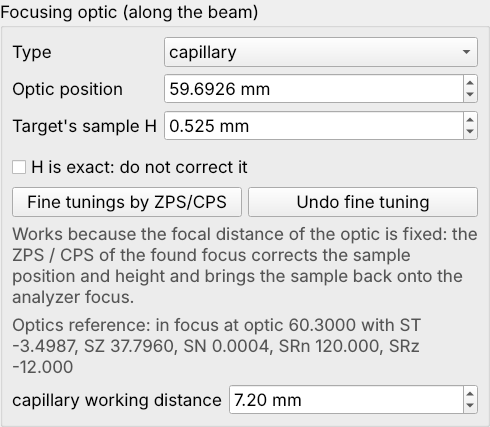 Focusing optic (along the beam)
Type capillary
Optic position 59.6926 mm
Target's sample H 0.525 mm
H is exact: do not correct it
Fine tunings by ZPS/CPS Undo fine tuning
Works because the focal distance of the optic is fixed: the
ZPS / CPS of the found focus corrects the sample
position and height and brings the sample back onto the
analyzer focus.
Optics reference: in focus at optic 60.3000 with ST
-3.4987, SZ 37.7960, SN 0.0004, SRn 120.000, SRz
-12.000
capillary working distance 7.20 mm